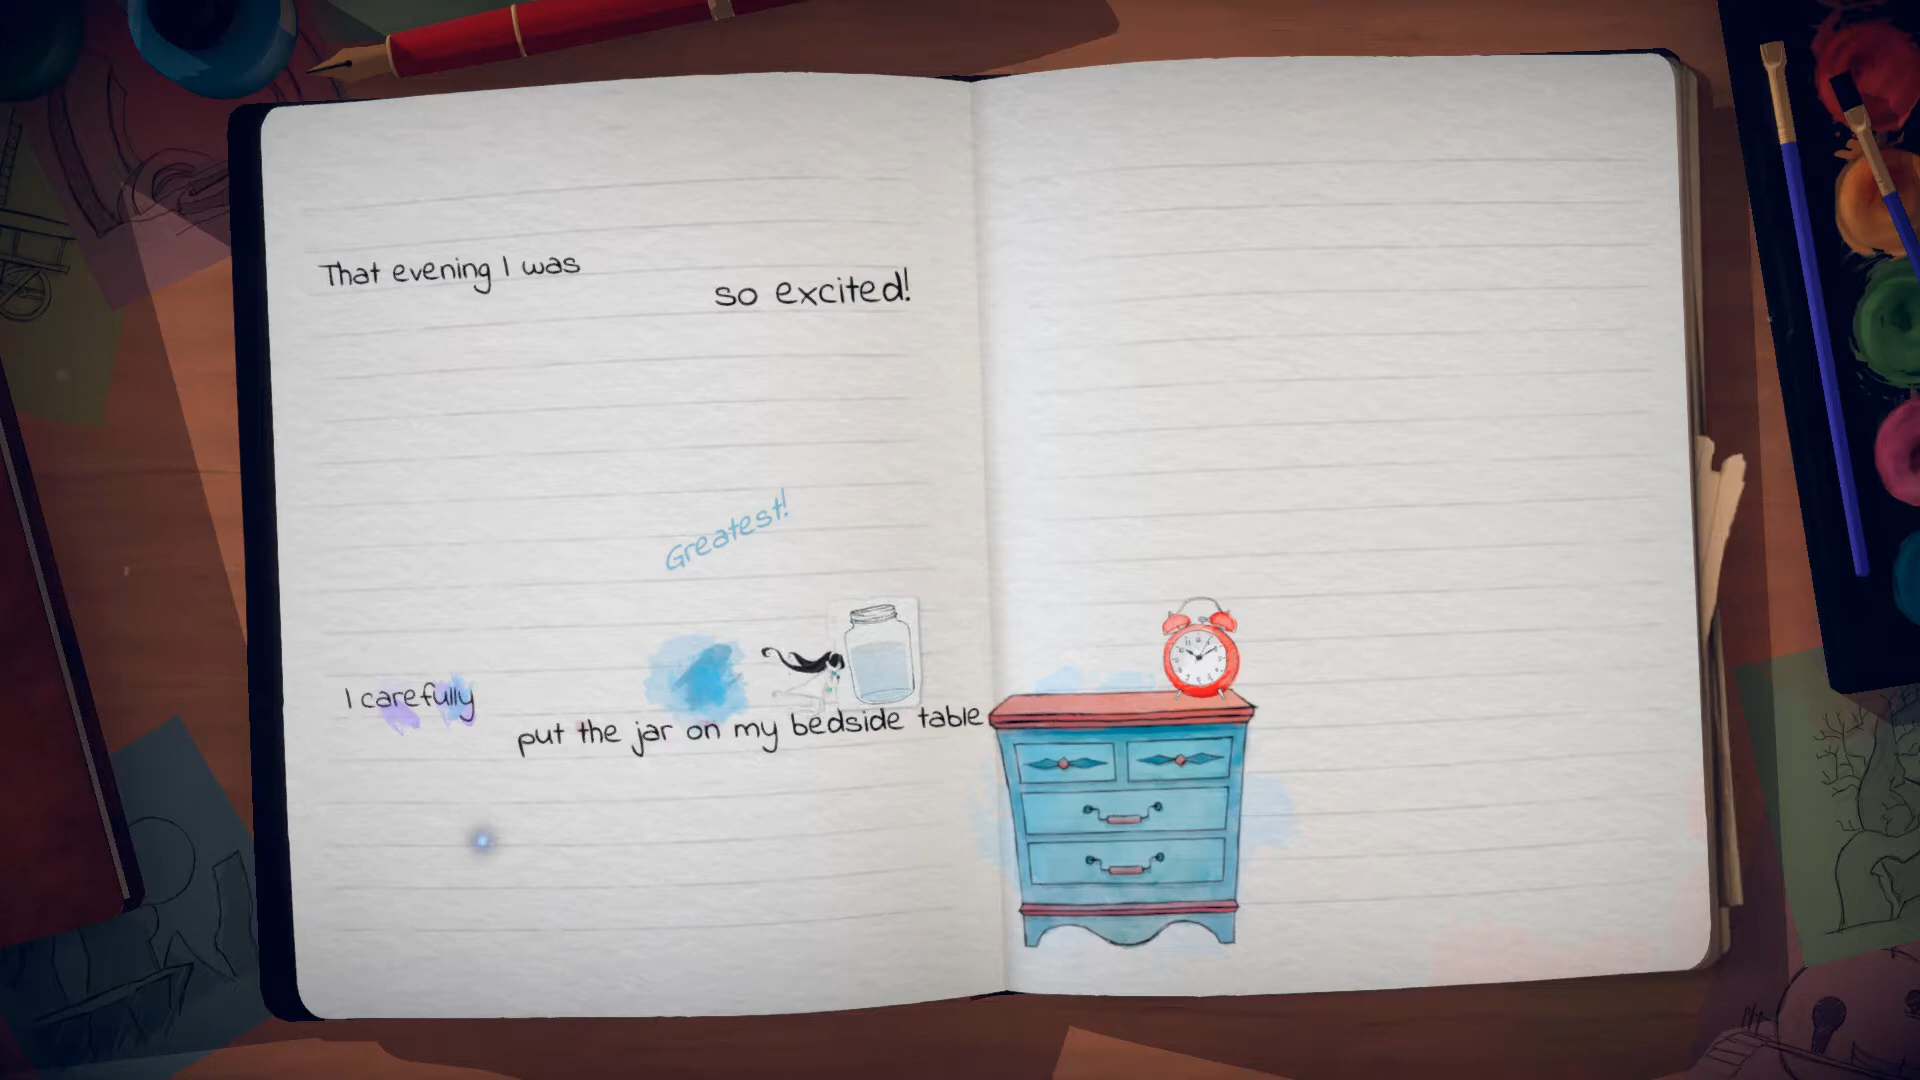 That evening I was
so excited!
Greatest!
I carefully
put the jar on my bedside table